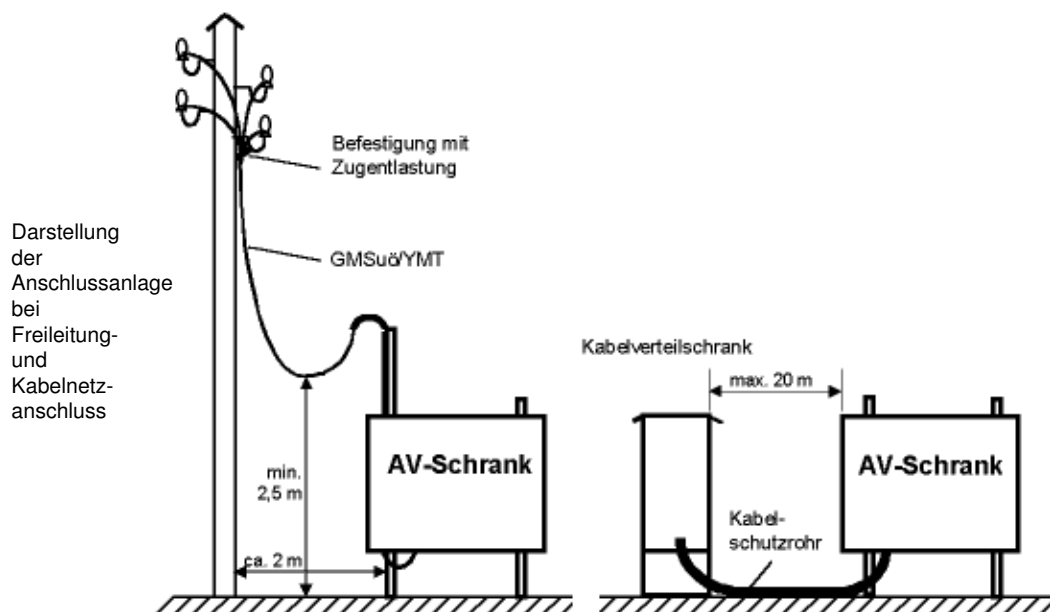 Darstellung
der
Anschlussanlage
bei
Freileitung-
und
Kabelnetz-
anschluss
Befestigung mit
Zugentlastung
GMSuö/YMT
min.
2,5 m
ca. 2 m
AV-Schrank
Kabelverteilschrank
max. 20 m
AV-Schrank
Kabel-
schutzrohr